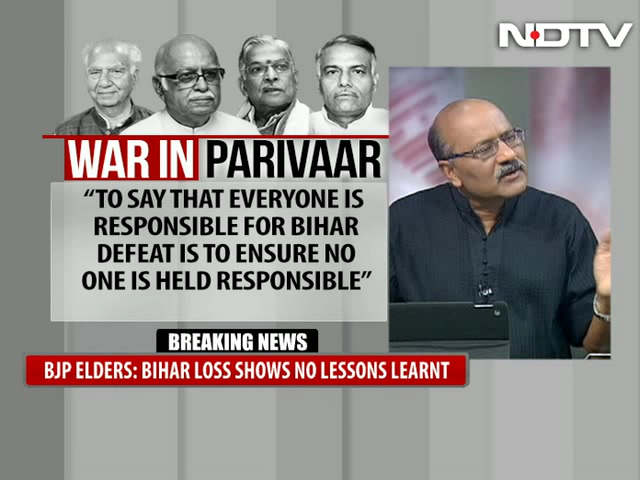 NDTV
WAR IN PARIVAAR
“TO SAY THAT EVERYONE IS
RESPONSIBLE FOR BIHAR
DEFEAT IS TO ENSURE NO
ONE IS HELD RESPONSIBLE”
BREAKING NEWS
BJP ELDERS: BIHAR LOSS SHOWS NO LESSONS LEARNT